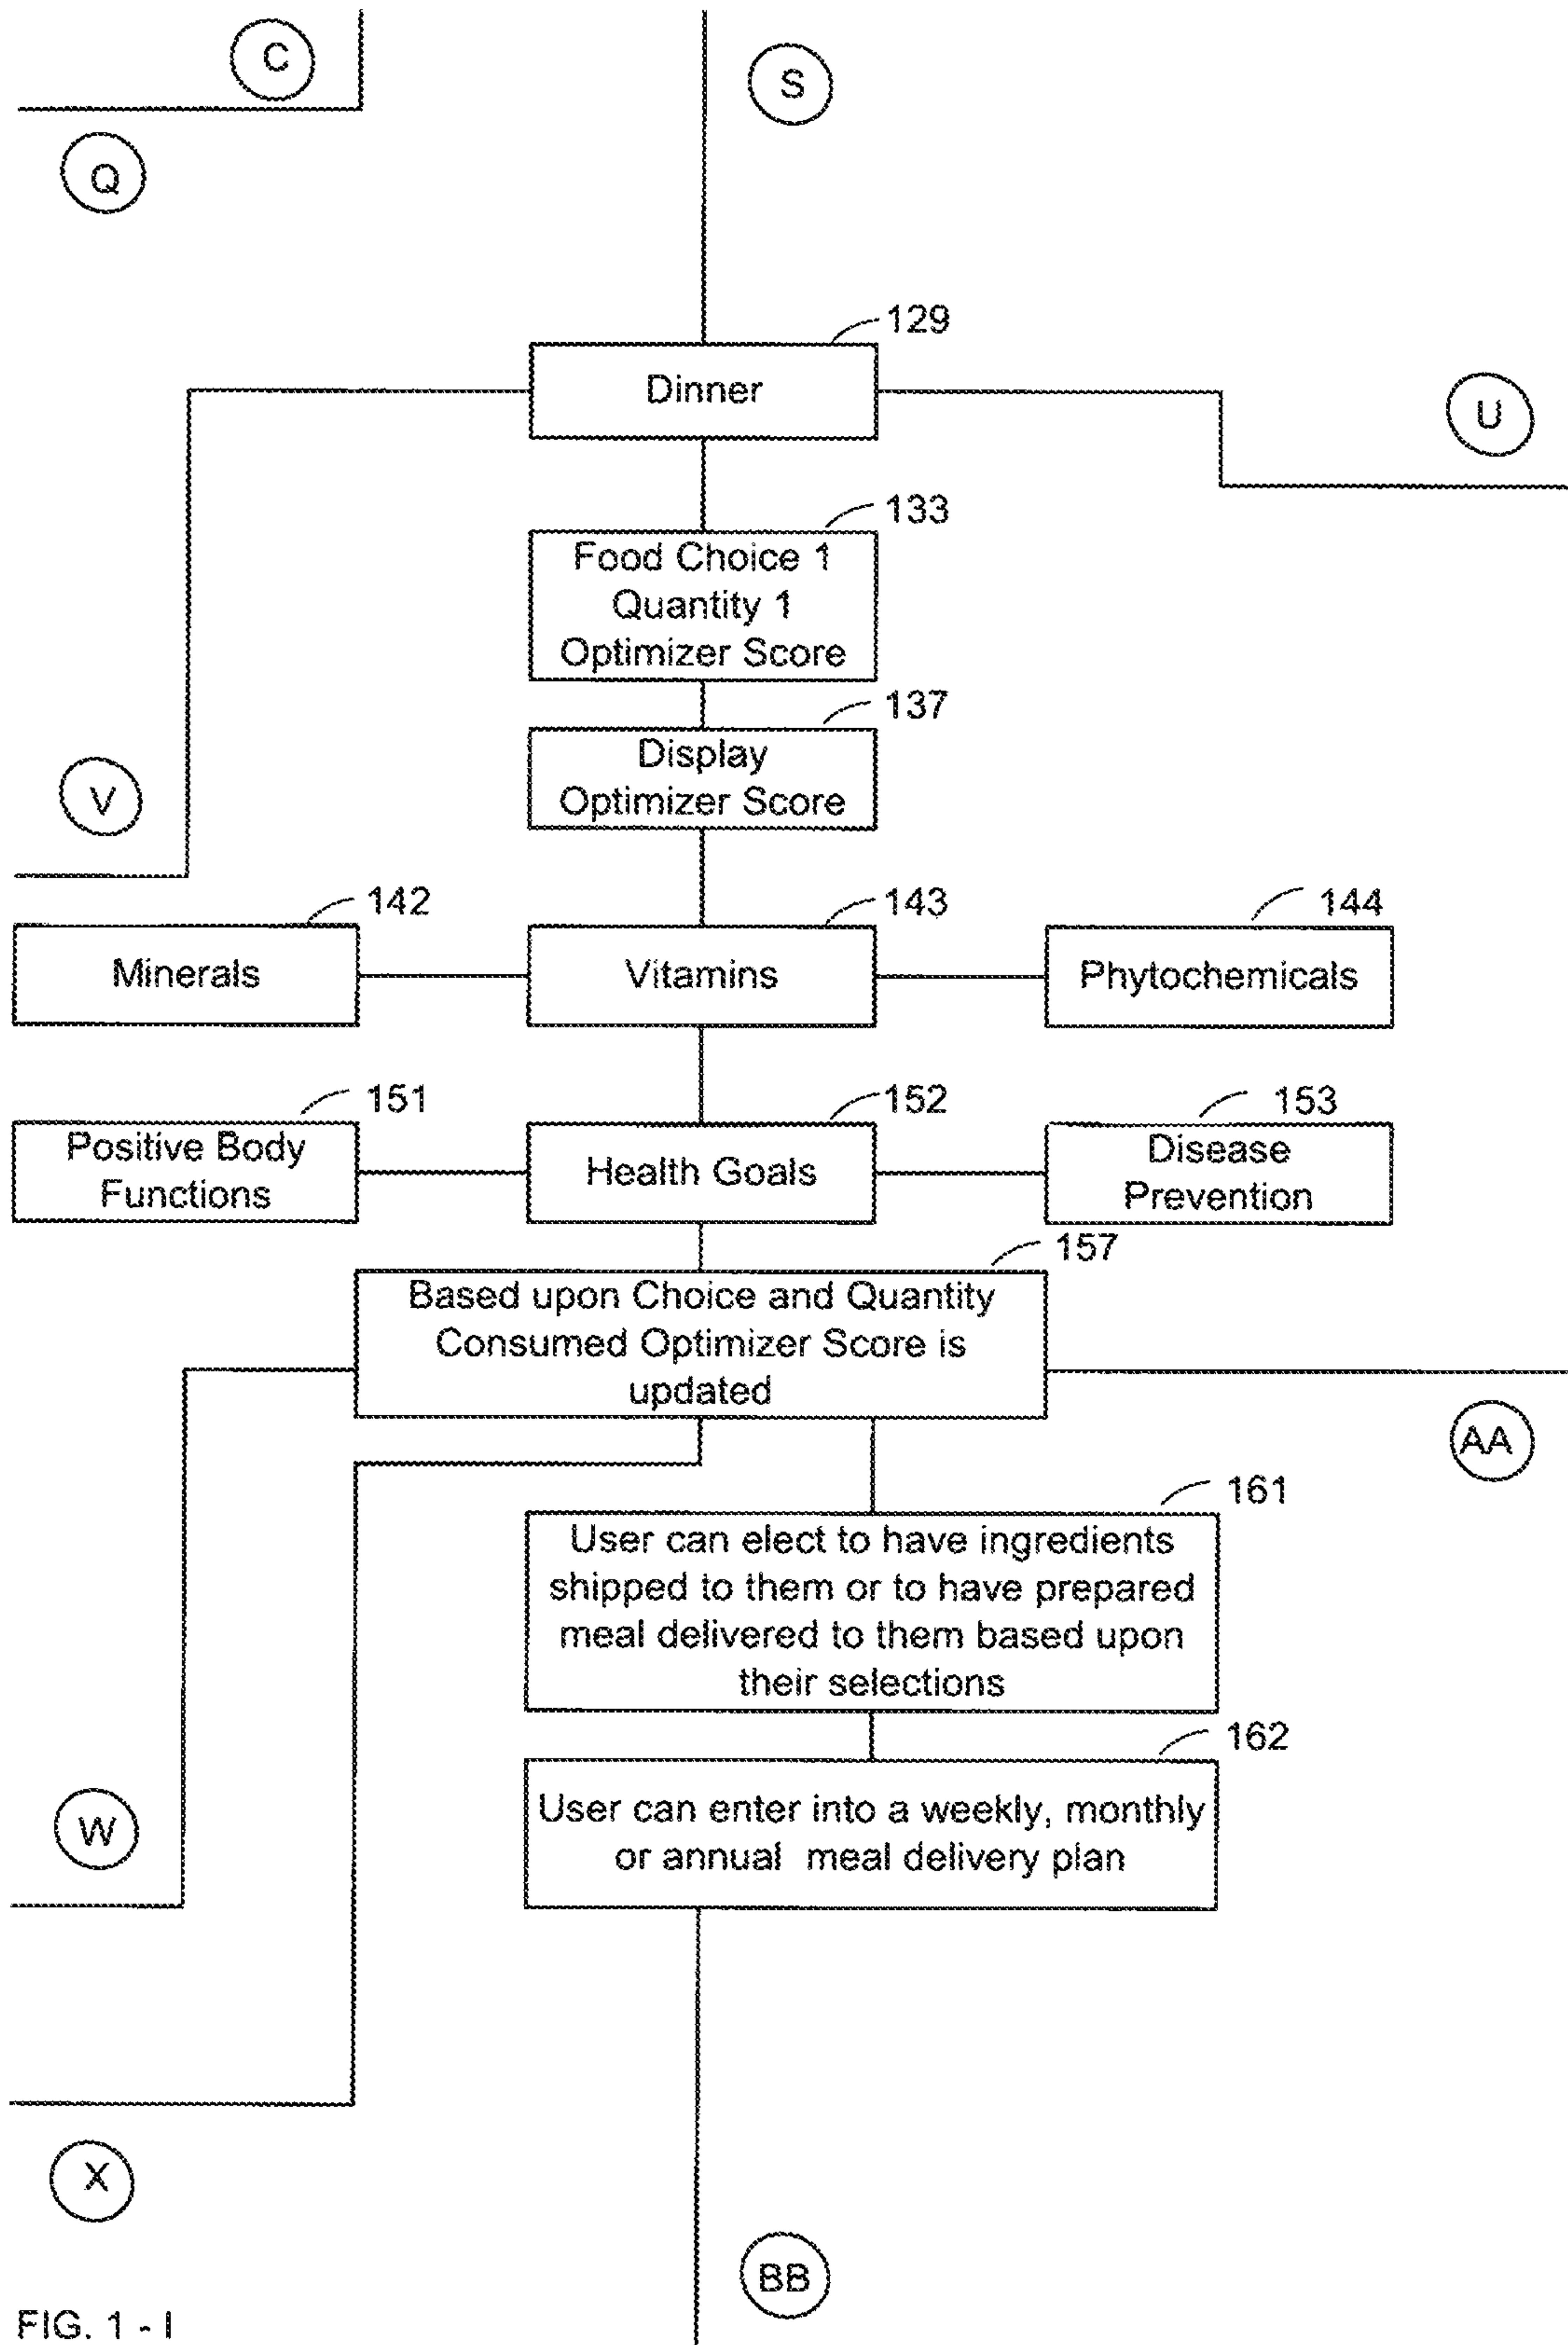 C
S
Q
129
Dinner
U
133
Food Choice 1
Quantity 1
Optimizer Score
137
Display
Optimizer Score
V
142
143
144
Minerals
Vitamins
Phytochemicals
151
152
153
Positive Body
Functions
Health Goals
Disease
Prevention
157
Based upon Choice and Quantity
Consumed Optimizer Score is
updated
AA
161
User can elect to have ingredients
shipped to them or to have prepared
meal delivered to them based upon
their selections
162
User can enter into a weekly, monthly
or annual meal delivery plan
W
X
BB
FIG. 1 - I